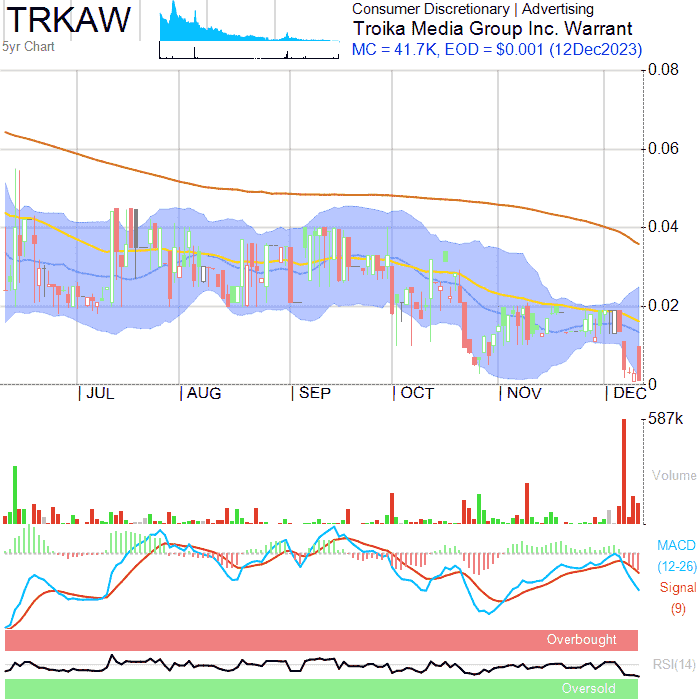 TRKAW
5yr Chart
Consumer Discretionary | Advertising
Troika Media Group Inc. Warrant
MC = 41.7K, EOD = $0.001 (12Dec2023)
0.08
0.06
0.04
0.02
0
JUL AUG SEP OCT NOV DEC
587k
Volume
MACD
(12-26)
Signal
(9)
Overbought
RSI(14)
Oversold